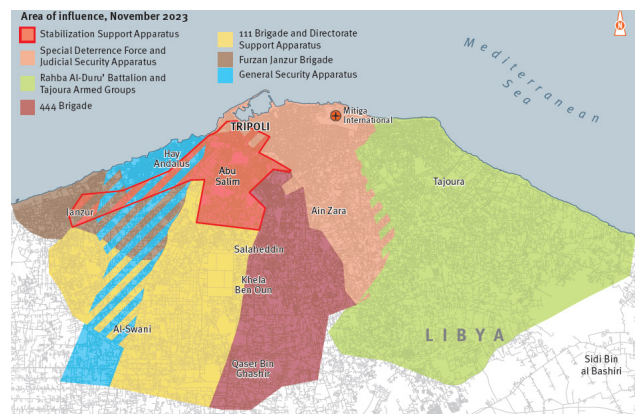 Area of influence, November 2023
Stabilization Support Apparatus
Special Deterrence Force and
Judicial Security Apparatus
Rahba Al-Duru' Battalion and
Tajoura Armed Groups
444 Brigade
111 Brigade and Directorate
Support Apparatus
Furzan Janzur Brigade
General Security Apparatus
N
Mediterranean
Sea
Mitiga
International
TRIPOLI
Hay
Andalus
Abu
Salim
Tajoura
Janzur
Ain Zara
Salaheddin
Khela
Ben Oun
Al-Swani
LIBYA
Qaser Bin
Ghashir
Sidi Bin
al Bashiri